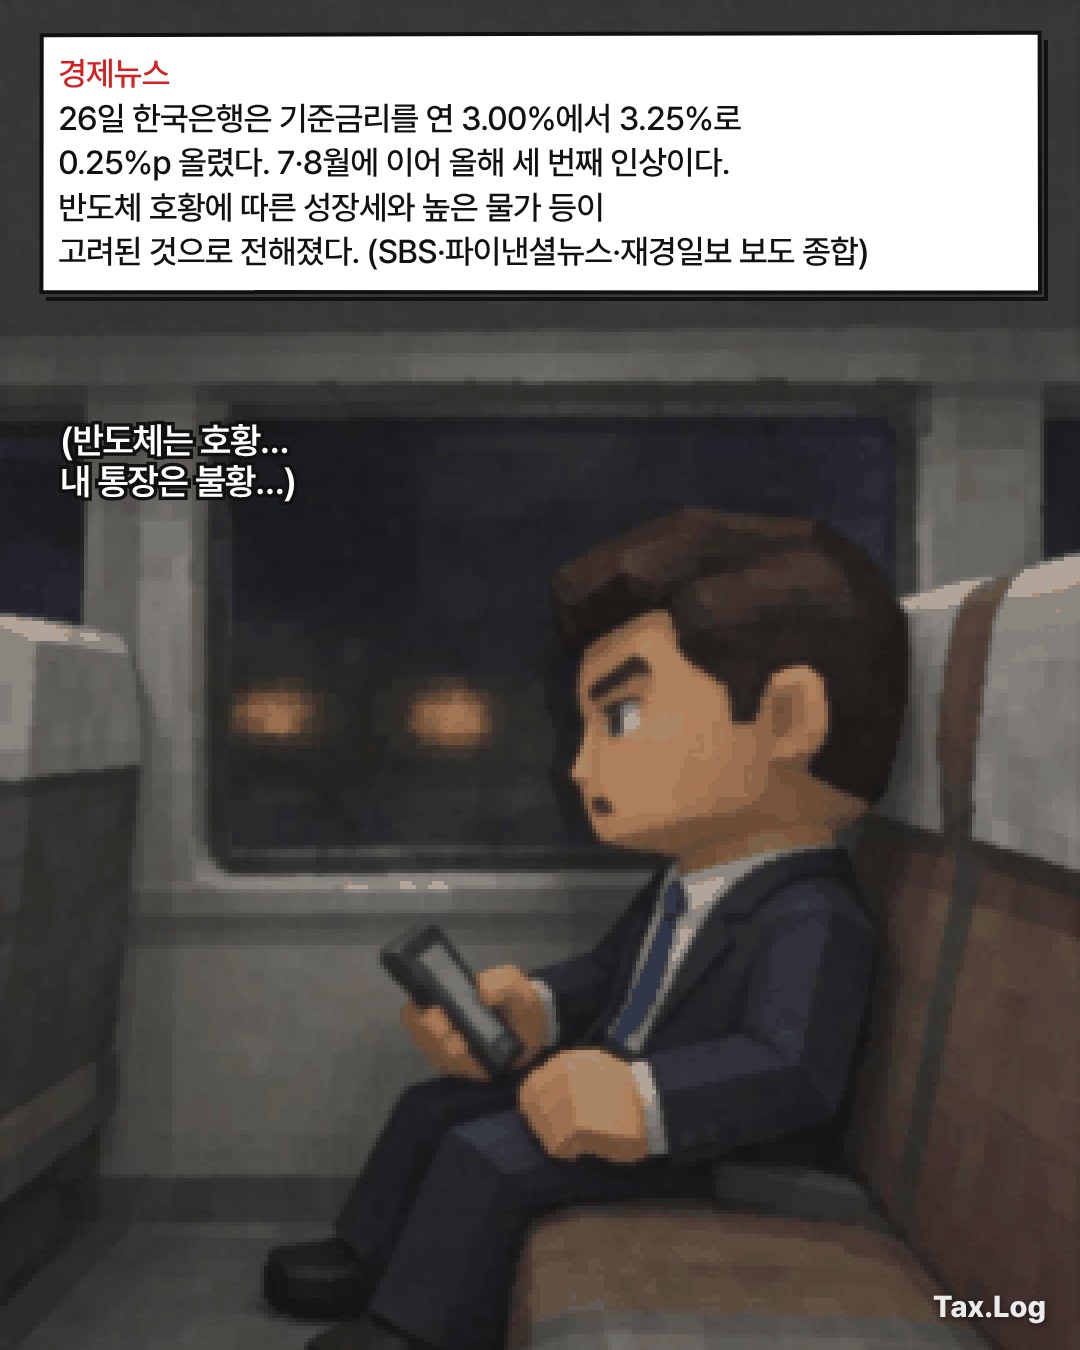 경제뉴스
26일 한국은행은 기준금리를 연 3.00%에서 3.25%로
0.25%p 올렸다. 7·8월에 이어 올해 세 번째 인상이다.
반도체 호황에 따른 성장세와 높은 물가 등이
고려된 것으로 전해졌다. (SBS·파이낸셜뉴스·재경일보 보도 종합)
(반도체는 호황...
내 통장은 불황...)
Tax.Log